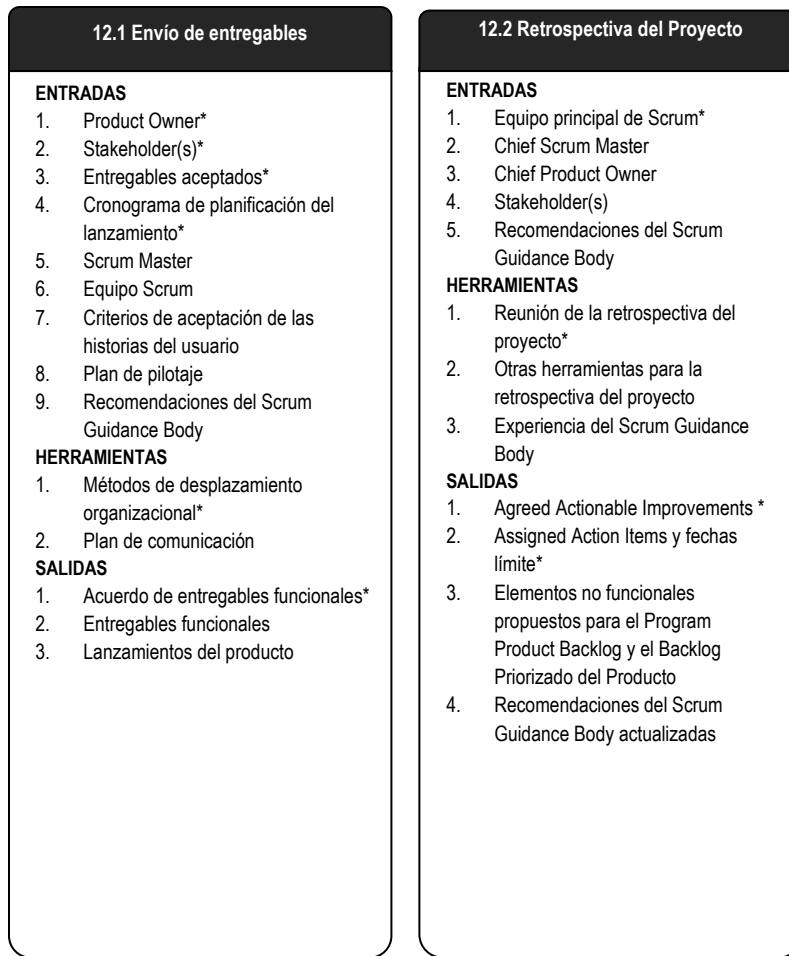 12.1 Envío de entregables
ENTRADAS
1. Product Owner*
2. Stakeholder(s)*
3. Entregables aceptados*
4. Cronograma de planificación del
lanzamiento*
5. Scrum Master
6. Equipo Scrum
7. Criterios de aceptación de las
historias del usuario
8. Plan de pilotaje
9. Recomendaciones del Scrum
Guidance Body
HERRAMIENTAS
1. Métodos de desplazamiento
organizacional*
2. Plan de comunicación
SALIDAS
1. Acuerdo de entregables funcionales*
2. Entregables funcionales
3. Lanzamientos del producto
12.2 Retrospectiva del Proyecto
ENTRADAS
1. Equipo principal de Scrum*
2. Chief Scrum Master
3. Chief Product Owner
4. Stakeholder(s)
5. Recomendaciones del Scrum
Guidance Body
HERRAMIENTAS
1. Reunión de la retrospectiva del
proyecto*
2. Otras herramientas para la
retrospectiva del proyecto
3. Experiencia del Scrum Guidance
Body
SALIDAS
1. Agreed Actionable Improvements *
2. Assigned Action Items y fechas
límite*
3. Elementos no funcionales
propuestos para el Program
Product Backlog y el Backlog
Priorizado del Producto
4. Recomendaciones del Scrum
Guidance Body actualizadas